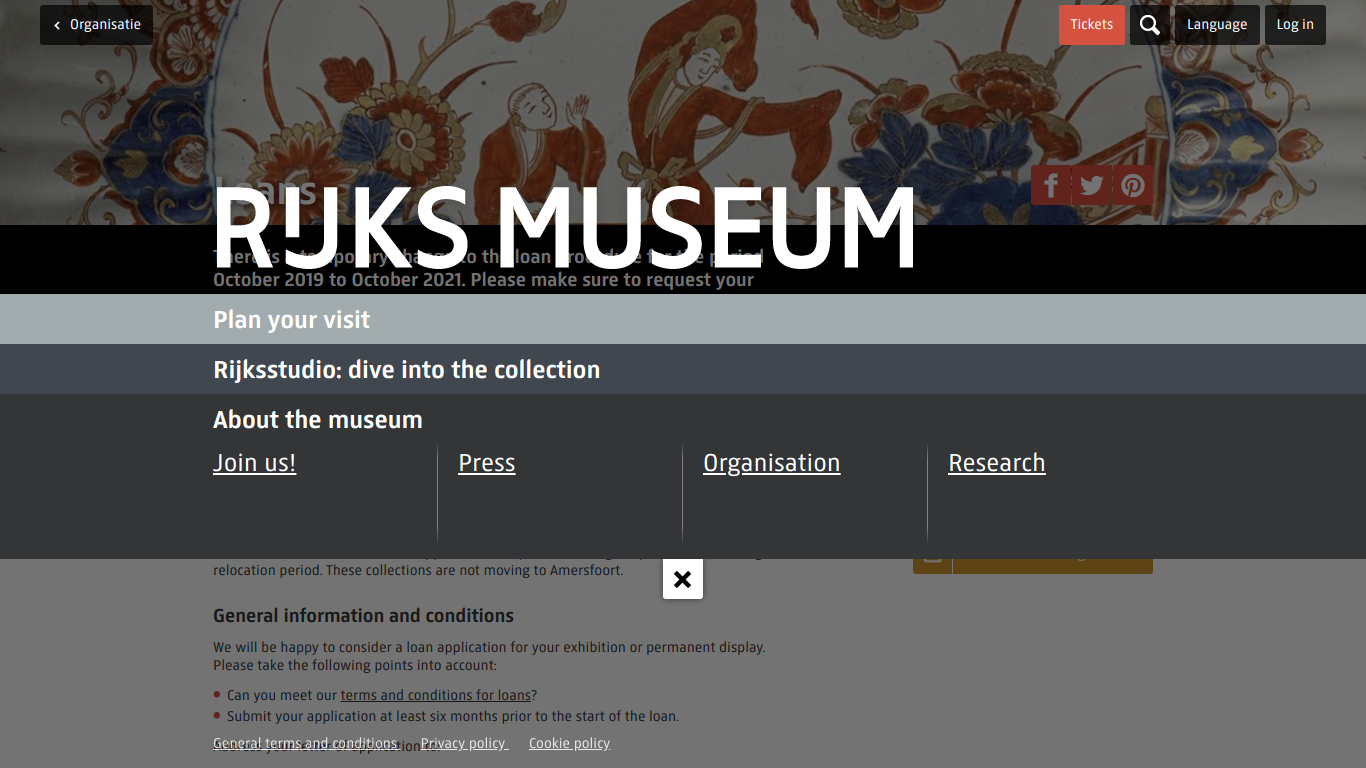 Organisatie
Tickets
Language
Log in
Loans
RIJKS MUSEUM
There is a temporary change to the loan procedure for the period
October 2019 to October 2021. Please make sure to request your
Plan your visit
Rijksstudio: dive into the collection
About the museum
Join us!
Press
Organisation
Research
relocation period. These collections are not moving to Amersfoort.
General information and conditions
We will be happy to consider a loan application for your exhibition or permanent display.
Please take the following points into account:
Can you meet our terms and conditions for loans?
Submit your application at least six months prior to the start of the loan.
General terms and conditions
Privacy policy
Cookie policy